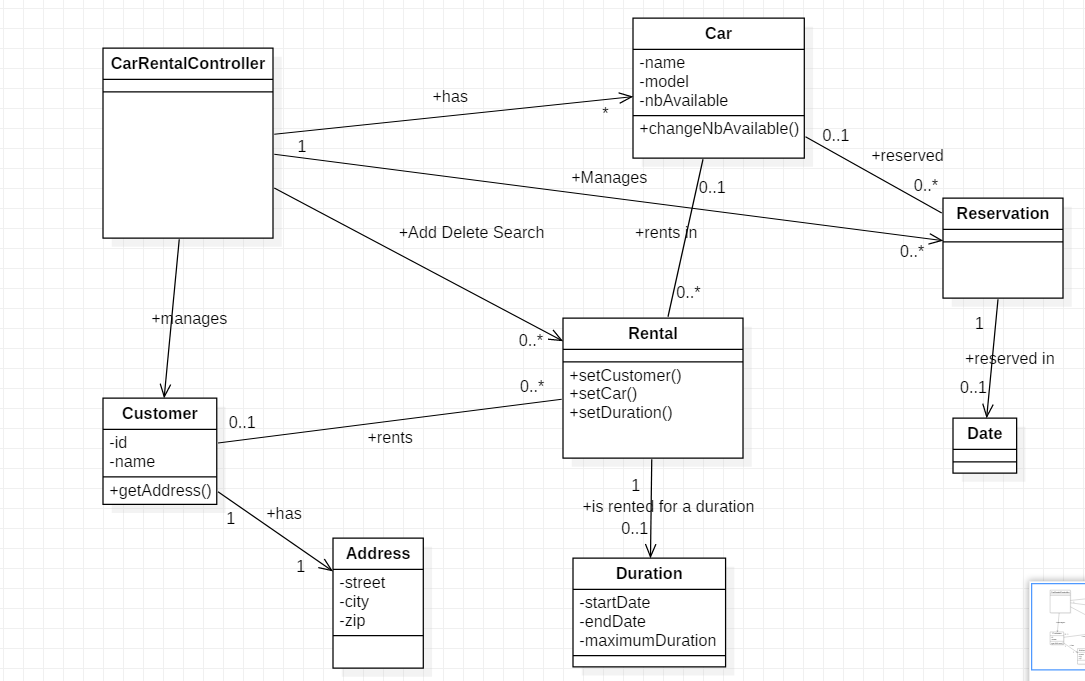 Car
CarRentalController
-name
-model
-nbAvailable
+changeNbAvailable()
+has
*
1
0..1
+reserved
0..*
+Manages
0..1
Reservation
+Add Delete Search
+rents in
0..*
0..*
+manages
1
+reserved in
0..1
Rental
0..*
+setCustomer()
+setCar()
+setDuration()
0..*
Customer
-id
-name
+getAddress()
0..1
+rents
Date
1
+has
1
1
+is rented for a duration
0..1
Address
-street
-city
-zip
Duration
-startDate
-endDate
-maximumDuration